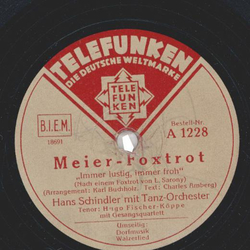 TELEFUNKEN
DIE DEUTSCHE WELTMARKE
TELE
FUN
KEN
B.I.E.M.
18691
Bestell-Nr.
A 1228
Meier-Foxtrot
„Immer lustig, immer froh"
(Nach einem Foxtrot von L. Sarony)
(Arrangement: Karl Buchholz, Text: Charles Amberg)
Hans Schindler mit Tanz-Orchester
Tenor: Hugo Fischer-Köppe
mit Gesangsquartett
Umseitig:
Dorfmusik
Waterslied